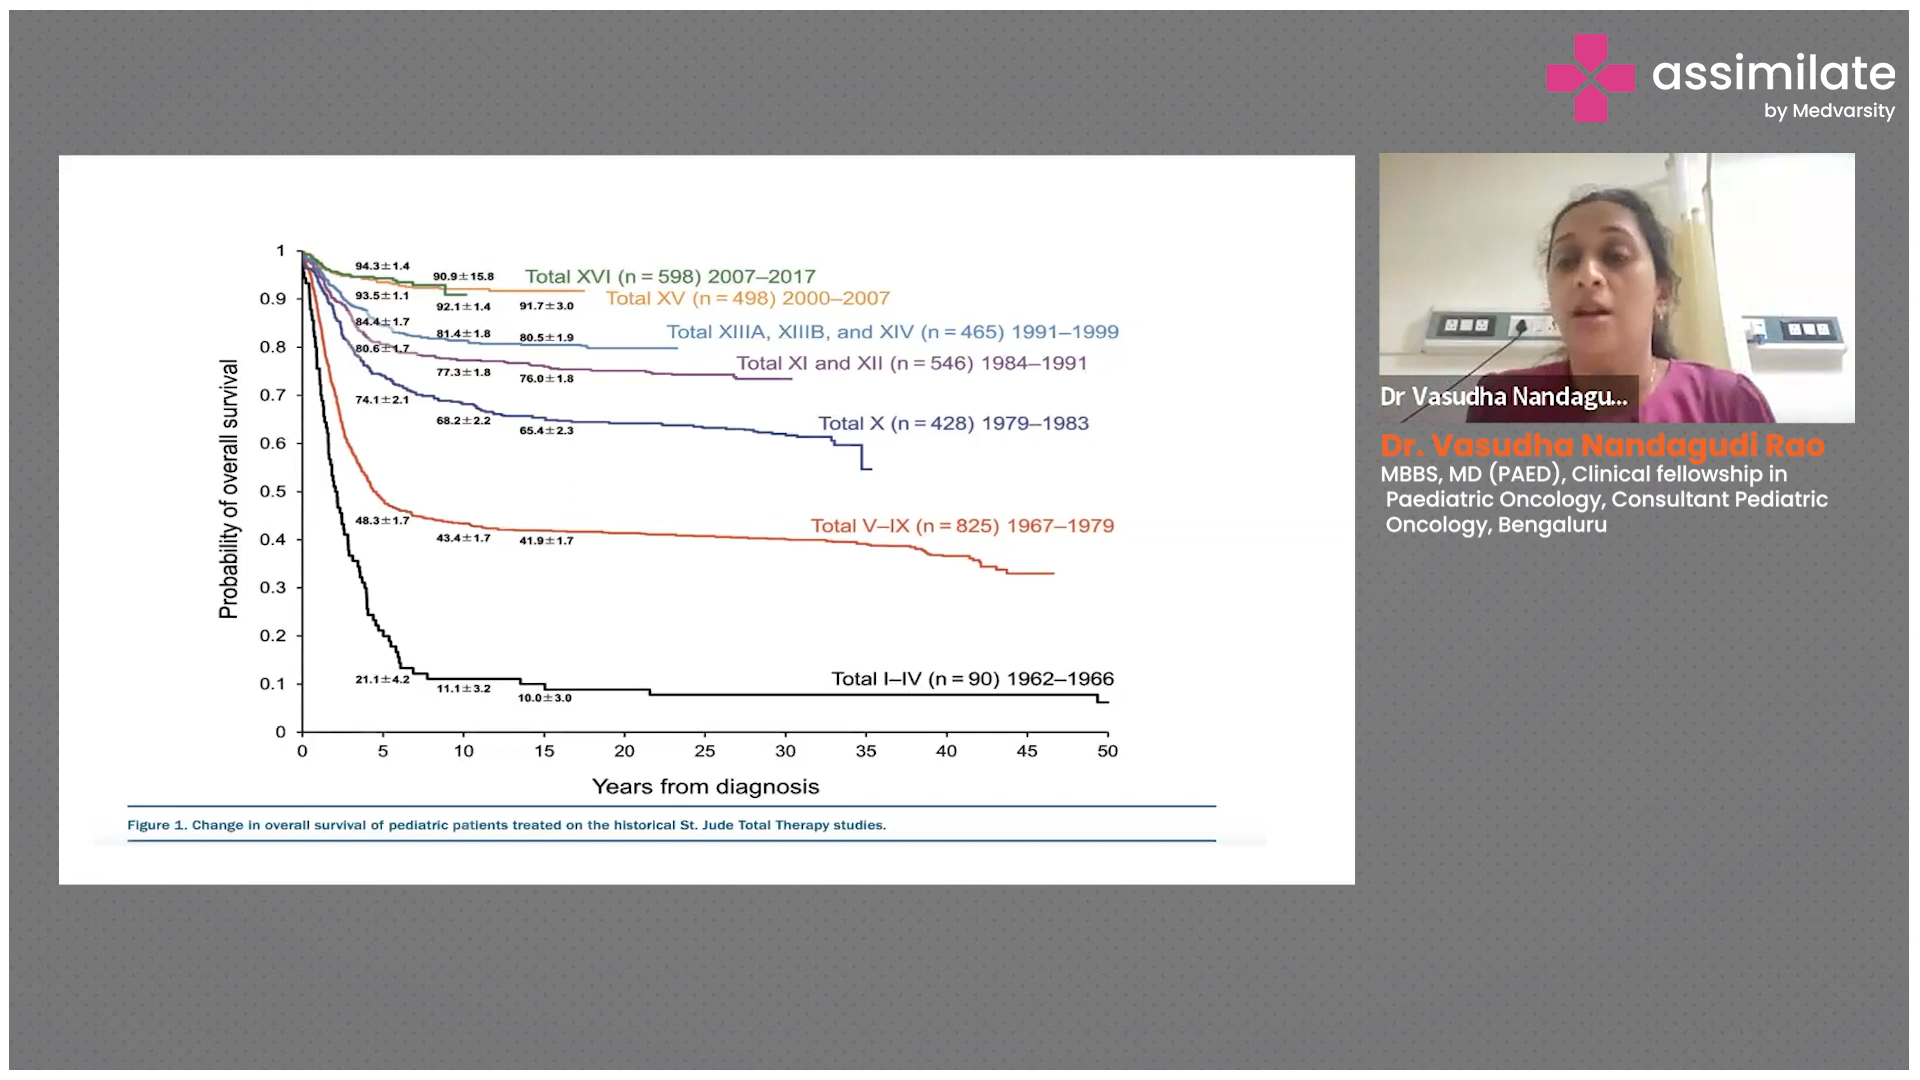 assimilate
by Medvarsity
1
0.9
0.8
0.7
0.6
0.5
0.4
0.3
0.2
0.1
0
Probability of overall survival
94.3±1.4
90.9±15.8
Total XVI (n = 598) 2007–2017
93.5±1.1
92.1±1.4
91.7±3.0
Total XV (n = 498) 2000–2007
84.4±1.7
81.4±1.8
80.5±1.9
Total XIIIA, XIIIB, and XIV (n = 465) 1991–1999
80.6±1.7
77.3±1.8
76.0±1.8
Total XI and XII (n = 546) 1984–1991
74.1±2.1
68.2±2.2
65.4±2.3
Total X (n = 428) 1979–1983
48.3±1.7
43.4±1.7
41.9±1.7
Total V–IX (n = 825) 1967–1979
21.1±4.2
11.1±3.2
10.0±3.0
Total I–IV (n = 90) 1962–1966
0 5 10 15 20 25 30 35 40 45 50
Years from diagnosis
Figure 1. Change in overall survival of pediatric patients treated on the historical St. Jude Total Therapy studies.
Dr Vasudha Nandagu...
Dr. Vasudha Nandagudi Rao
MBBS, MD (PAED), Clinical fellowship in
Paediatric Oncology, Consultant Pediatric
Oncology, Bengaluru